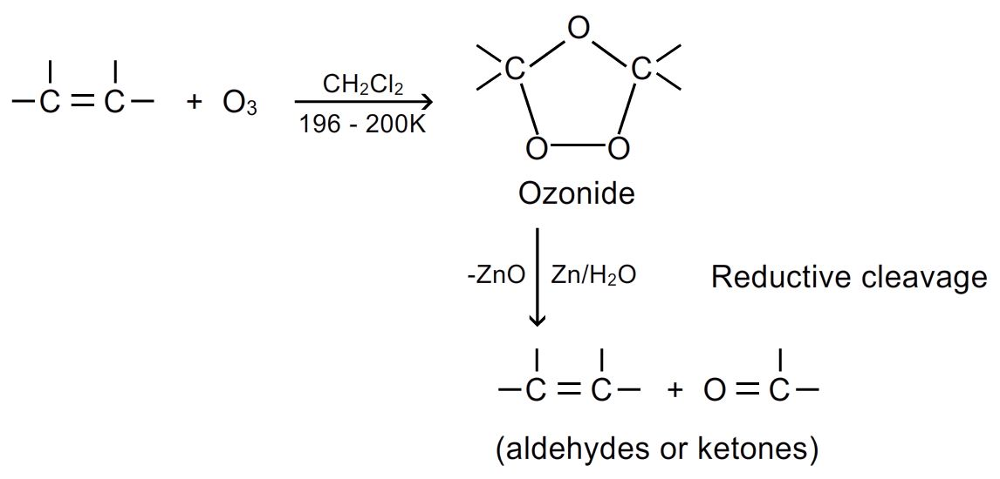 –C=C– + O3 CH2Cl2 196 - 200K
O
C C
O O
Ozonide
-ZnO Zn/H2O Reductive cleavage
–C=C– + O=C–
(aldehydes or ketones)